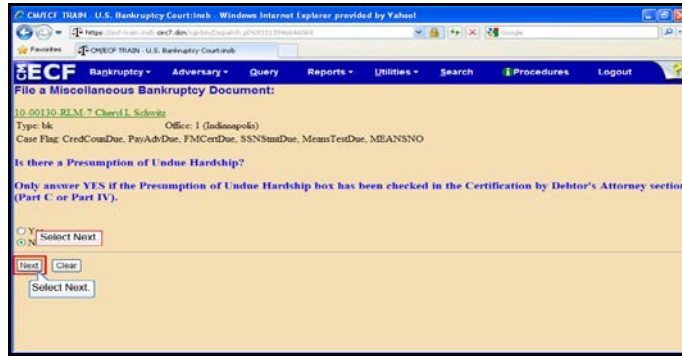 CM/ECF TRAIN - U.S. Bankruptcy Court:insb - Windows Internet Explorer provided by Yahoo!
Google
Favorites CM/ECF TRAIN - U.S. Bankruptcy Court:insb
ECF Bankruptcy Adversary Query Reports Utilities Search Procedures Logout
File a Miscellaneous Bankruptcy Document:
10-00130-RLM-7 Cheryl L Schwitz
Type: bk Office: 1 (Indianapolis)
Case Flag: CredCounDue, PayAdvDue, FMCertDue, SSNStmtDue, MeansTestDue, MEANSNO
Is there a Presumption of Undue Hardship?
Only answer YES if the Presumption of Undue Hardship box has been checked in the Certification by Debtor's Attorney section
(Part C or Part IV).
Y
N Select Next
Next Clear
Select Next.